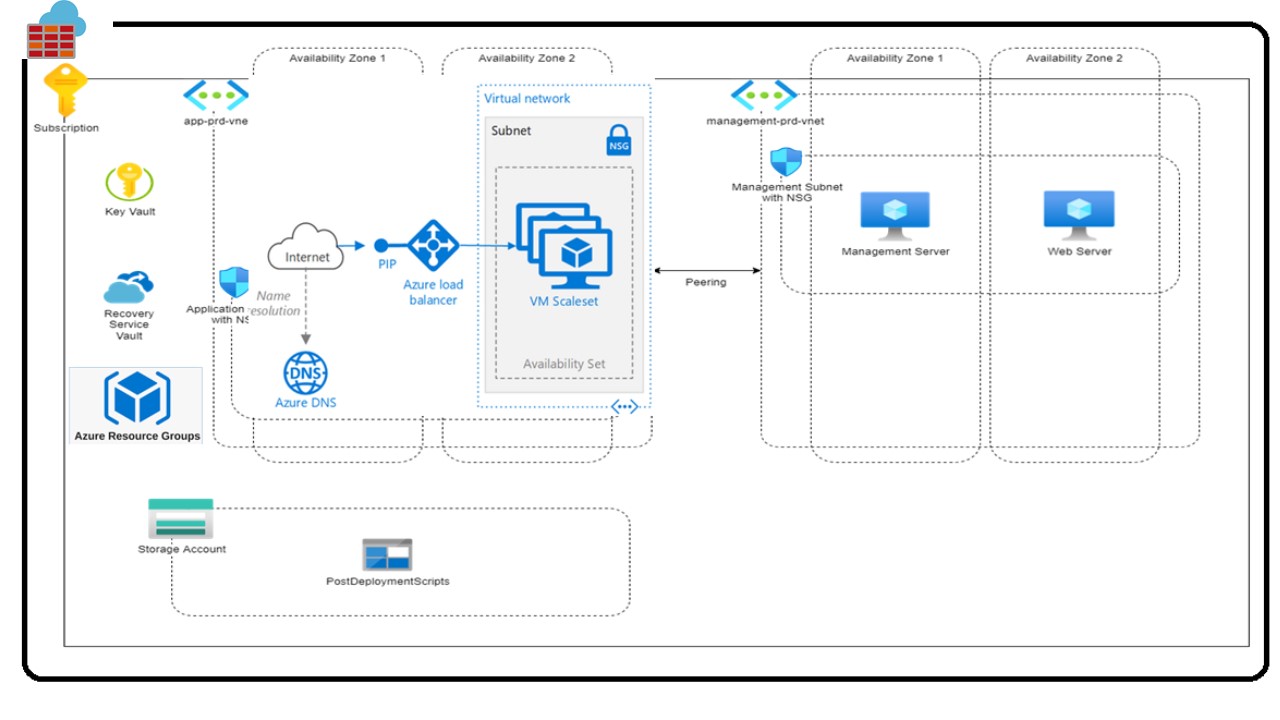 Availability Zone 1
Availability Zone 2
Availability Zone 1
Availability Zone 2
Subscription
app-prd-vne
Virtual network
management-prd-vnet
Subnet
NSG
Key Vault
Management Subnet
with NSG
Management Server
Web Server
Internet
PIP
Azure load
balancer
VM Scaleset
Peering
Recovery
Service
Vault
Application
with NS
Name
esolution
Availability Set
DNS
Azure DNS
Azure Resource Groups
Storage Account
PostDeploymentScripts